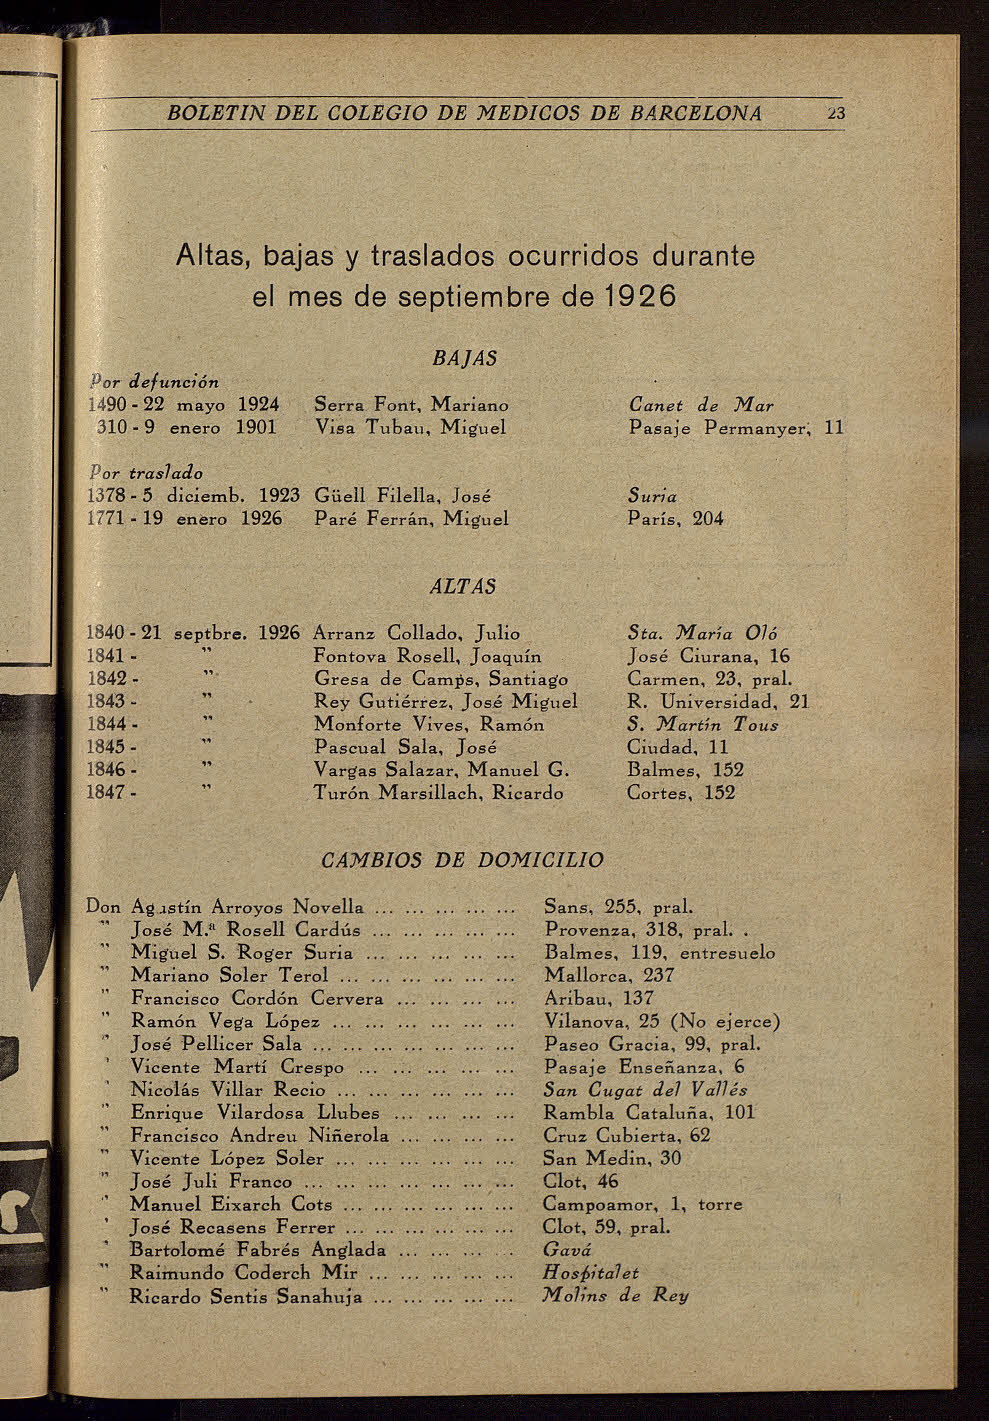 BOLETIN DEL COLEGIO DE MEDICOS DE BARCELONA 23
Altas, bajas y traslados ocurridos durante
el mes de septiembre de 1926
BAJAS
Por defunción
1490 - 22 mayo 1924 Serra Font, Mariano Canet de Mar
310 - 9 enero 1901 Visa Tubau, Miguel Pasaje Permanyer, 11
Por traslado
1378 - 5 diciemb. 1923 Güell Filella, José Suria
1771 - 19 enero 1926 Paré Ferrán, Miguel París, 204
ALTAS
1840 - 21 septbre. 1926 Arranz Collado, Julio Sta. María Oló
1841 - " Fontova Rosell, Joaquín José Ciurana, 16
1842 - " Gresa de Camps, Santiago Carmen, 23, pral.
1843 - " Rey Gutiérrez, José Miguel R. Universidad, 21
1844 - " Monforte Vives, Ramón S. Martín Tous
1845 - " Pascual Sala, José Ciudad, 11
1846 - " Vargas Salazar, Manuel G. Balmes, 152
1847 - " Turón Marsillach, Ricardo Cortes, 152
CAMBIOS DE DOMICILIO
Don Agustín Arroyos Novella ... ... ... ... ... Sans, 255, pral.
" José M.ª Rosell Cardús ... ... ... ... ... Provenza, 318, pral. .
" Miguel S. Roger Suria ... ... ... ... ... Balmes, 119, entresuelo
" Mariano Soler Terol ... ... ... ... ... ... Mallorca, 237
" Francisco Cordón Cervera ... ... ... ... Aribau, 137
" Ramón Vega López ... ... ... ... ... ... Vilanova, 25 (No ejerce)
" José Pellicer Sala ... ... ... ... ... ... ... Paseo Gracia, 99, pral.
' Vicente Martí Crespo ... ... ... ... ... Pasaje Enseñanza, 6
' Nicolás Villar Recio ... ... ... ... ... ... San Cugat del Vallés
" Enrique Vilardosa Llubes ... ... ... ... Rambla Cataluña, 101
" Francisco Andreu Niñerola ... ... ... ... Cruz Cubierta, 62
" Vicente López Soler ... ... ... ... ... ... San Medin, 30
" José Juli Franco ... ... ... ... ... ... ... Clot, 46
" Manuel Eixarch Cots ... ... ... ... ... ... Campoamor, 1, torre
' José Recasens Ferrer ... ... ... ... ... ... Clot, 59, pral.
" Bartolomé Fabrés Anglada ... ... ... . . Gavá
" Raimundo Coderch Mir ... ... ... ... ... Hospitalet
" Ricardo Sentis Sanahuja ... ... ... ... ... Molins de Rey